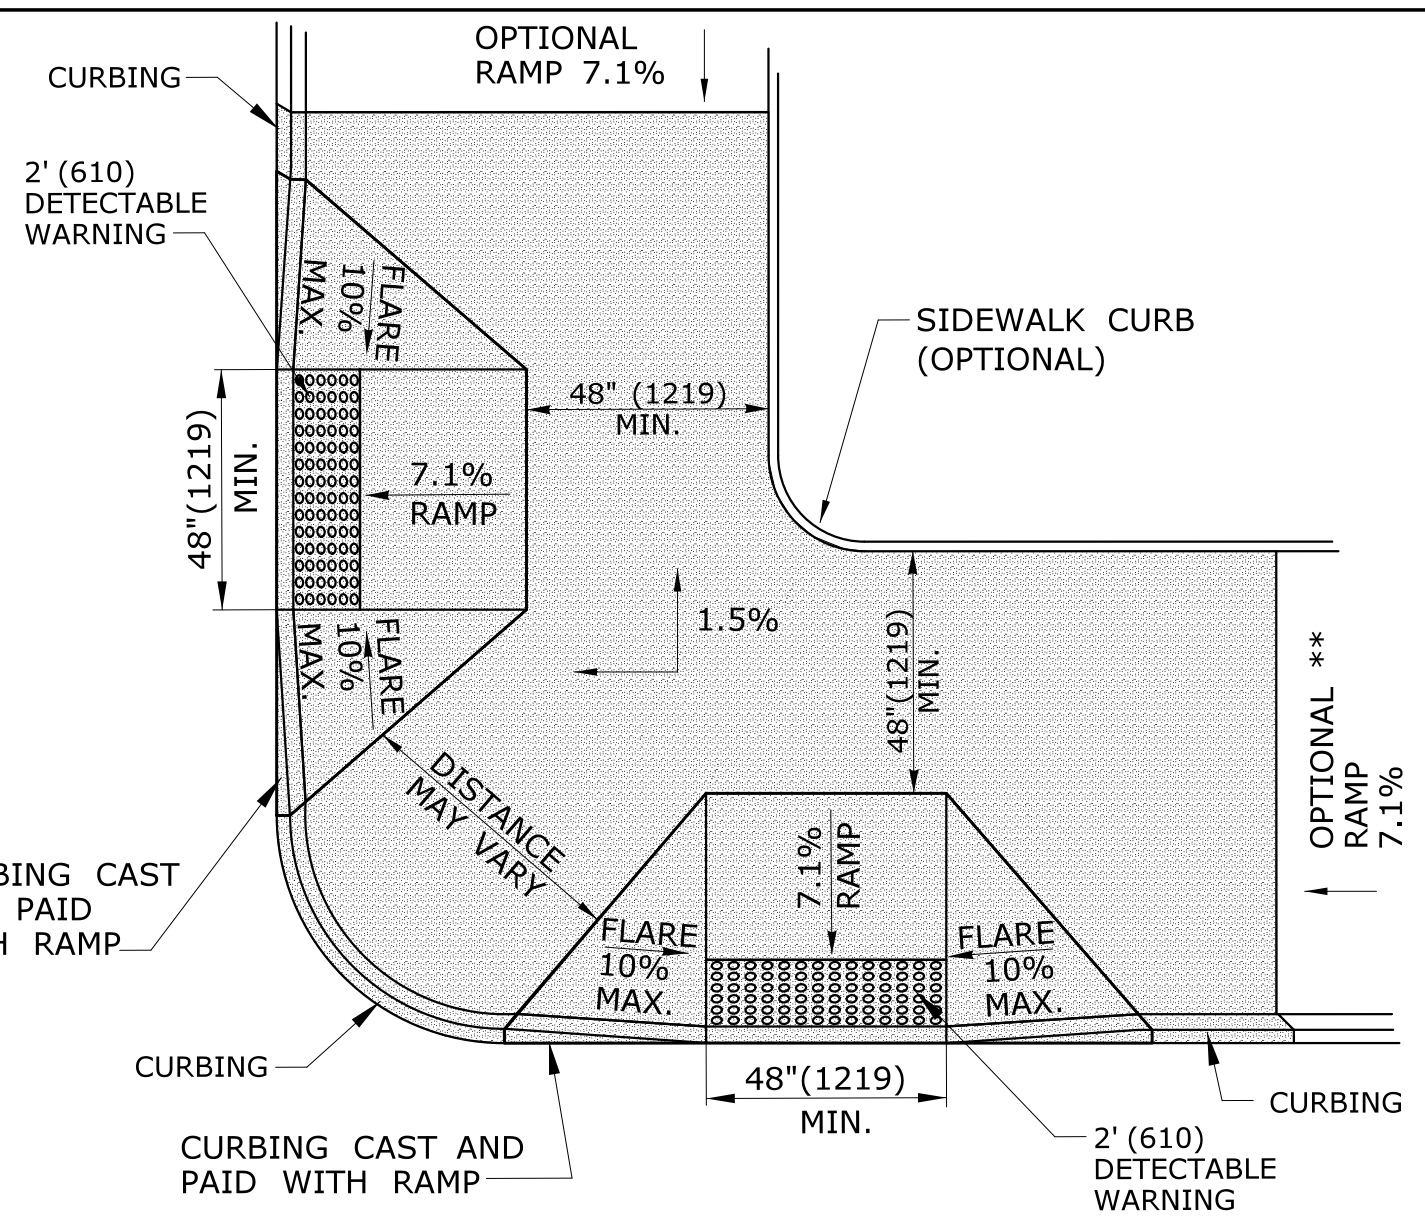 OPTIONAL
RAMP 7.1%
CURBING
2' (610)
DETECTABLE
WARNING
FLARE
10%
MAX.
SIDEWALK CURB
(OPTIONAL)
48" (1219)
MIN.
48"(1219)
MIN.
7.1%
RAMP
1.5%
48"(1219)
MIN.
FLARE
10%
MAX.
OPTIONAL **
RAMP
7.1%
DISTANCE
MAY VARY
7.1%
RAMP
BING CAST
PAID
H RAMP
FLARE
10%
MAX.
FLARE
10%
MAX.
CURBING
48"(1219)
MIN.
CURBING
CURBING CAST AND
PAID WITH RAMP
2' (610)
DETECTABLE
WARNING